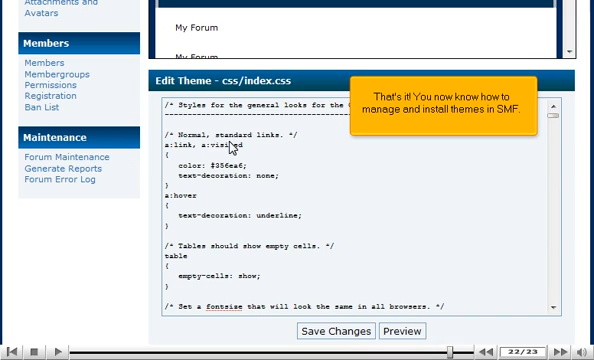 Attachments and
Avatars
Members
Members
Membergroups
Permissions
Registration
Ban List
Maintenance
Forum Maintenance
Generate Reports
Forum Error Log
My Forum
My Forum
Edit Theme - css/index.css
/* Styles for the general looks for the
/* Normal, standard links. */
a:link, a:visited
{
color: #356ea6;
text-decoration: none;
}
a:hover
{
text-decoration: underline;
}
/* Tables should show empty cells. */
table
{
empty-cells: show;
}
/* Set a fontsize that will look the same in all browsers. */
That's it! You now know how to
manage and install themes in SMF.
Save Changes
Preview
22/23